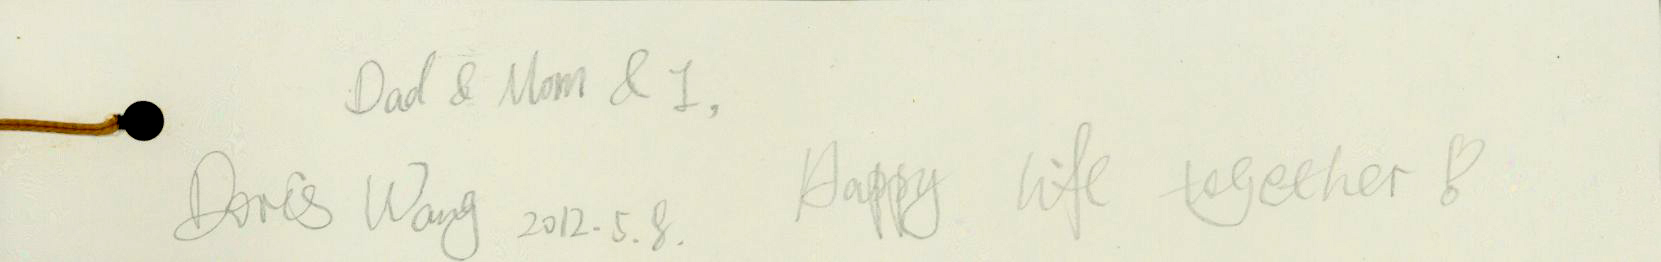 Dad & Mom & I,
Happy life together!
Doris Wang 2012.5.8.